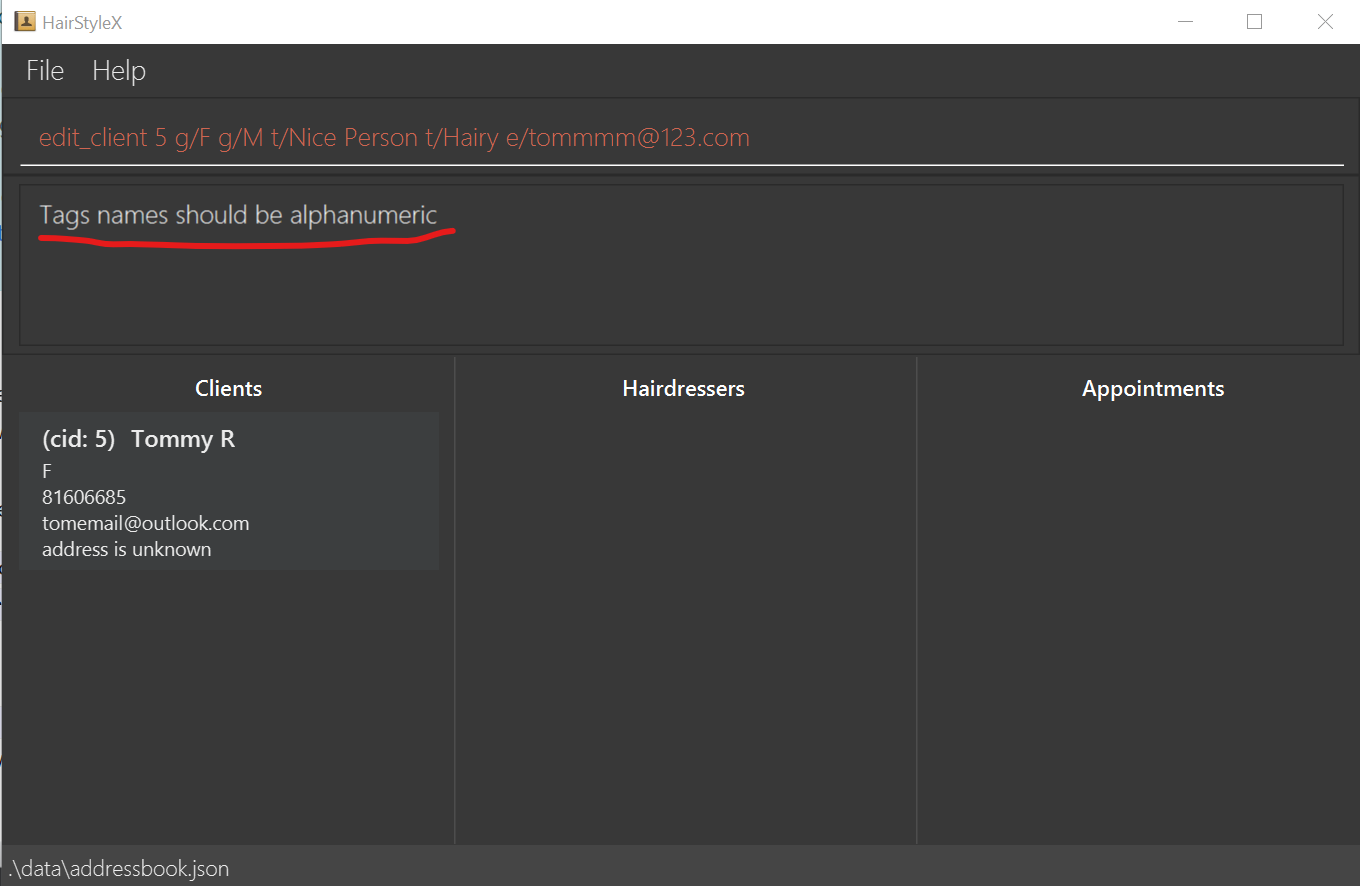 HairStyleX
File Help
edit_client 5 g/F g/M t/Nice Person t/Hairy e/tommmm@123.com
Tags names should be alphanumeric
Clients Hairdressers Appointments
(cid: 5) Tommy R
F
81606685
tomemail@outlook.com
address is unknown
.\data\addressbook.json